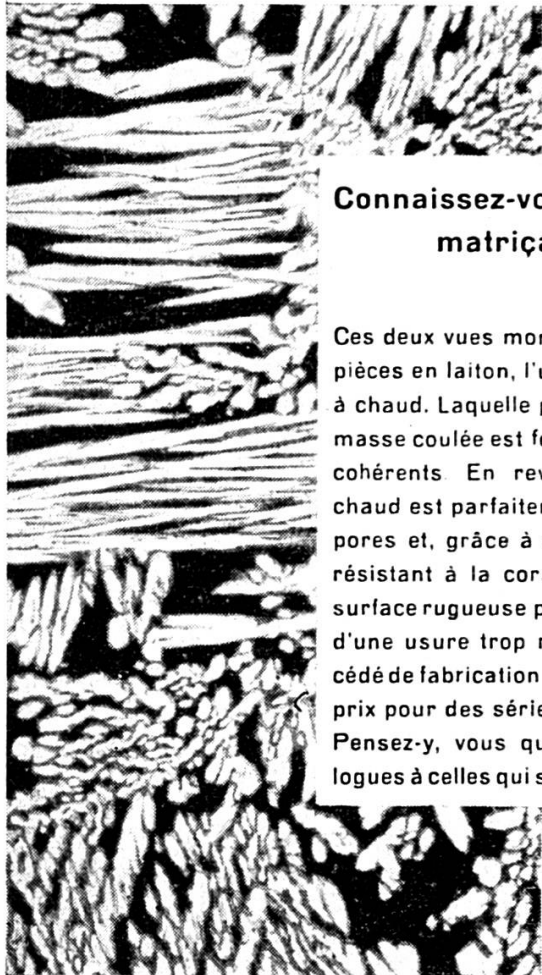 Connaissez-vo
matriça
Ces deux vues mon
pièces en laiton, l'u
à chaud. Laquelle p
masse coulée est fo
cohérents. En rev
chaud est parfaiter
pores et, grâce à
résistant à la cor
surface rugueuse p
d'une usure trop r
cédé de fabrication
prix pour des série
Pensez-y, vous qu
logues à celles qui s